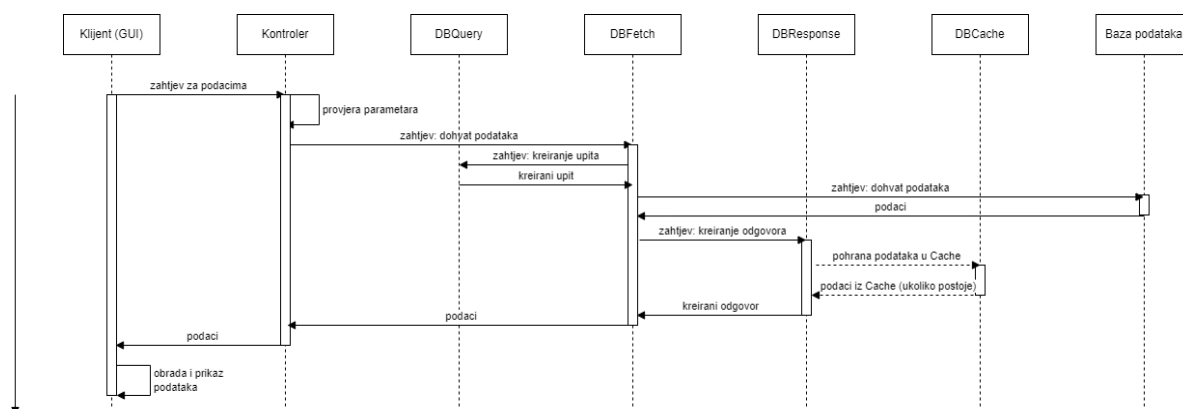 Klijent (GUI)
Kontroler
DBQuery
DBFetch
DBResponse
DBCache
Baza podataka
zahtjev za podacima
provjera parametara
zahtjev: dohvat podataka
zahtjev: kreiranje upita
kreirani upit
zahtjev: dohvat podataka
podaci
zahtjev: kreiranje odgovora
pohrana podataka u Cache
podaci iz Cache (ukoliko postoje)
kreirani odgovor
podaci
podaci
obrada i prikaz
podataka